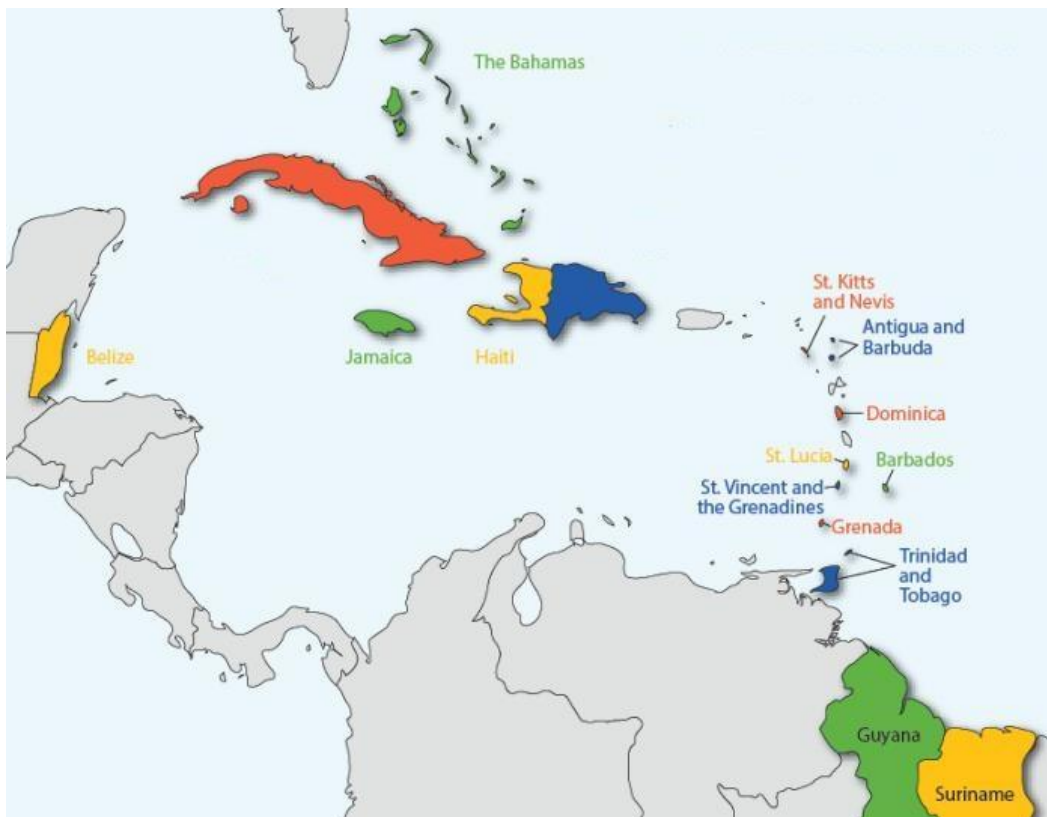 The Bahamas
St. Kitts
and Nevis
Antigua and
Barbuda
Belize
Jamaica
Haiti
Dominica
St. Lucia
Barbados
St. Vincent and
the Grenadines
Grenada
Trinidad
and
Tobago
Guyana
Suriname